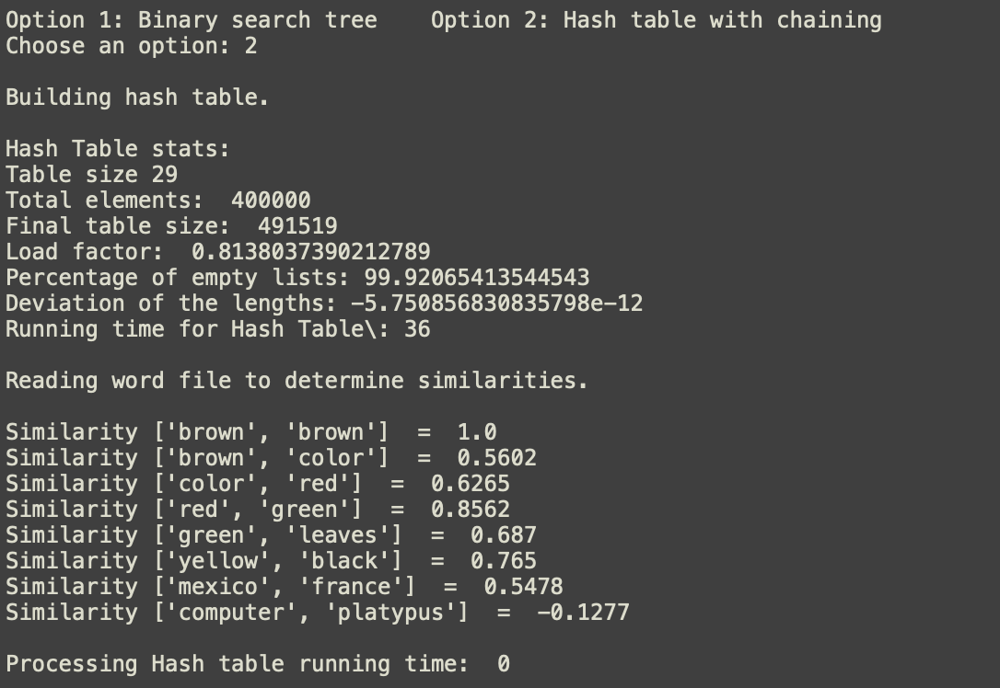 Option 1: Binary search tree    Option 2: Hash table with chaining
Choose an option: 2
Building hash table.
Hash Table stats:
Table size 29
Total elements:  400000
Final table size:  491519
Load factor:  0.8138037390212789
Percentage of empty lists: 99.92065413544543
Deviation of the lengths: -5.750856830835798e-12
Running time for Hash Table\: 36
Reading word file to determine similarities.
Similarity ['brown', 'brown']  =  1.0
Similarity ['brown', 'color']  =  0.5602
Similarity ['color', 'red']  =  0.6265
Similarity ['red', 'green']  =  0.8562
Similarity ['green', 'leaves']  =  0.687
Similarity ['yellow', 'black']  =  0.765
Similarity ['mexico', 'france']  =  0.5478
Similarity ['computer', 'platypus']  =  -0.1277
Processing Hash table running time:  0